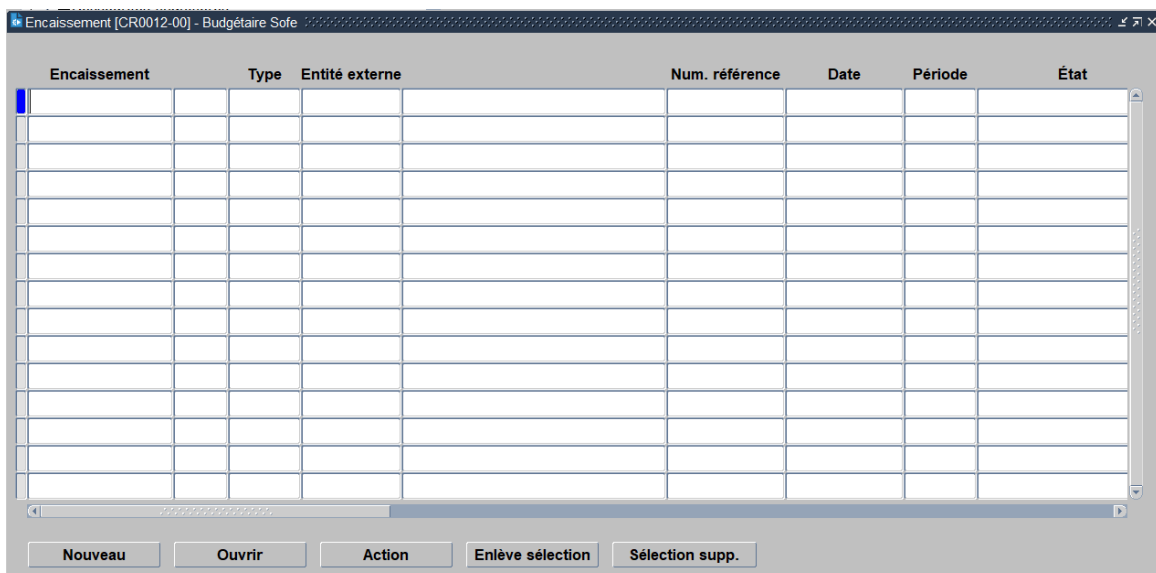 Encaissement [CR0012-00] - Budgétaire Sofe
Encaissement Type Entité externe Num. référence Date Période État
Nouveau Ouvrir Action Enlève sélection Sélection supp.